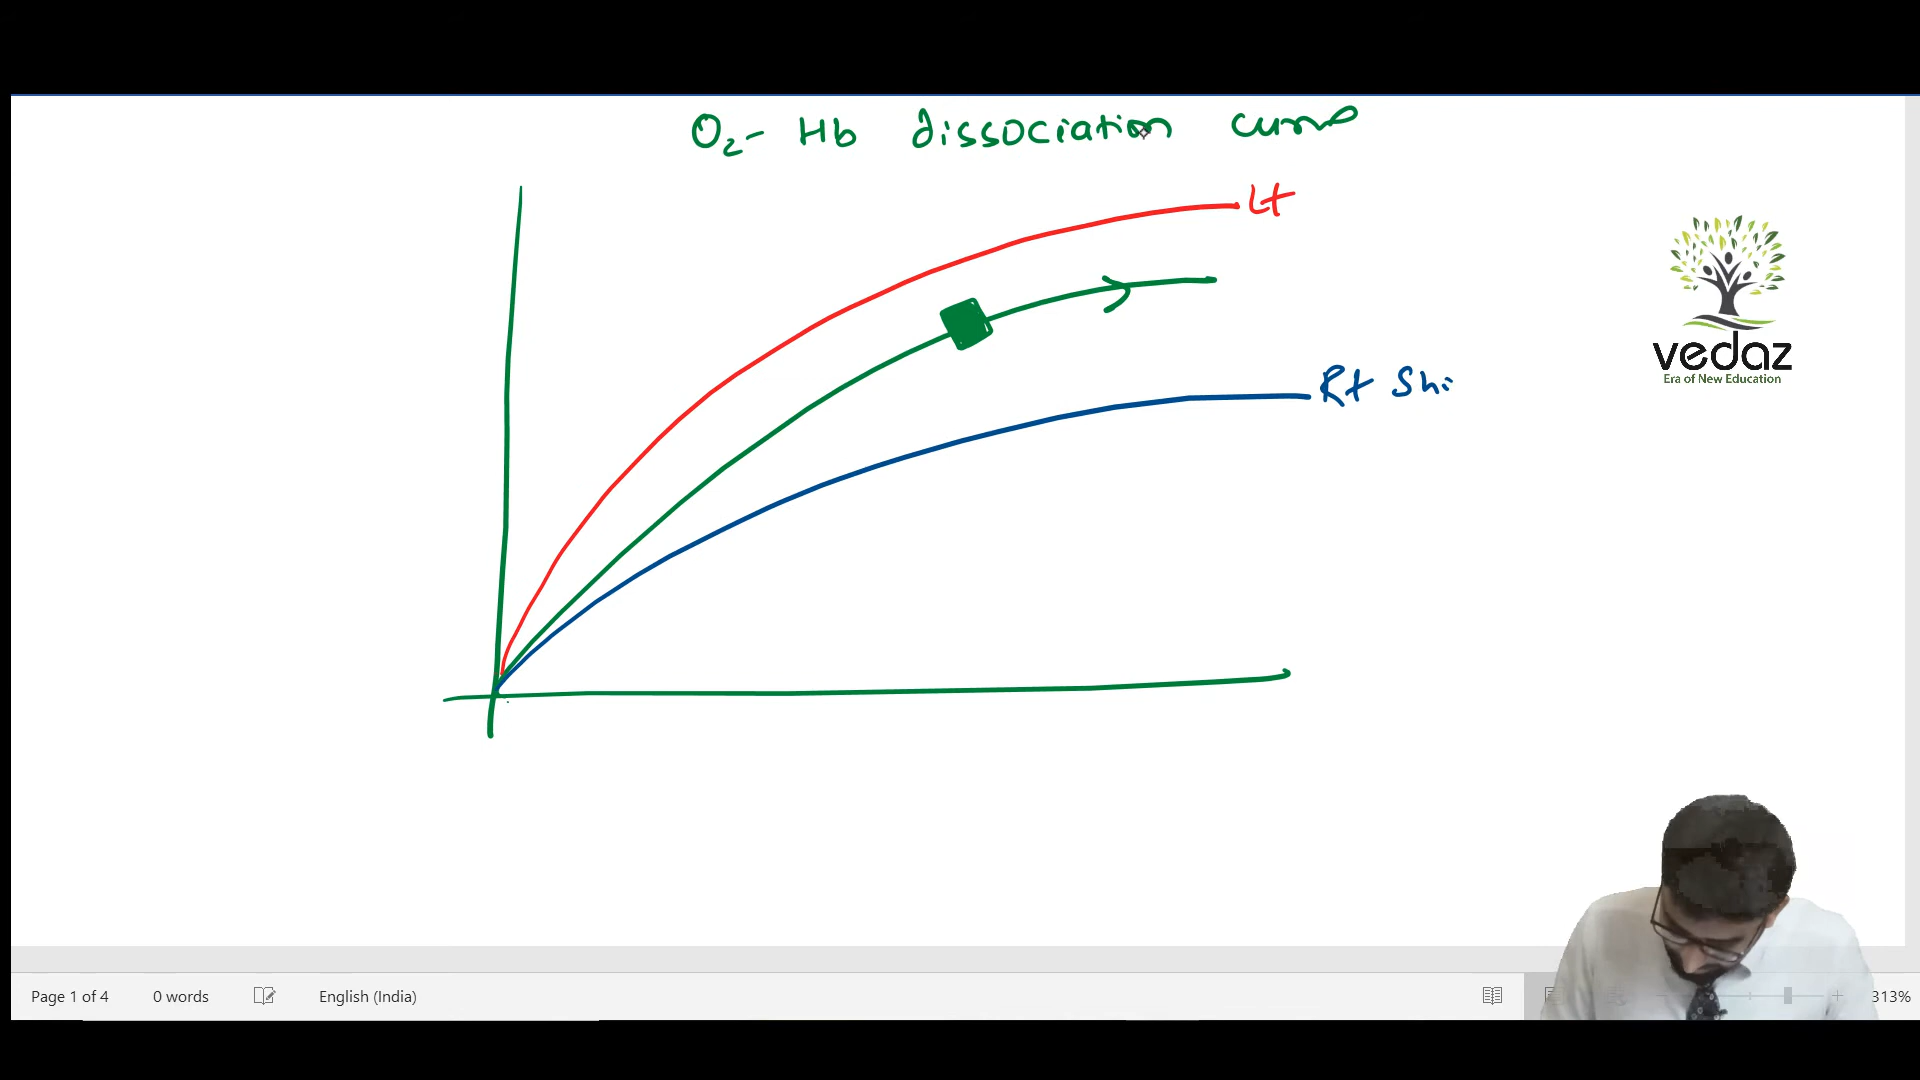 O2- Hb dissociation curve
Lt
Rt Shi
vedaz
Era of New Education
Page 1 of 4 0 words English (India) 313%